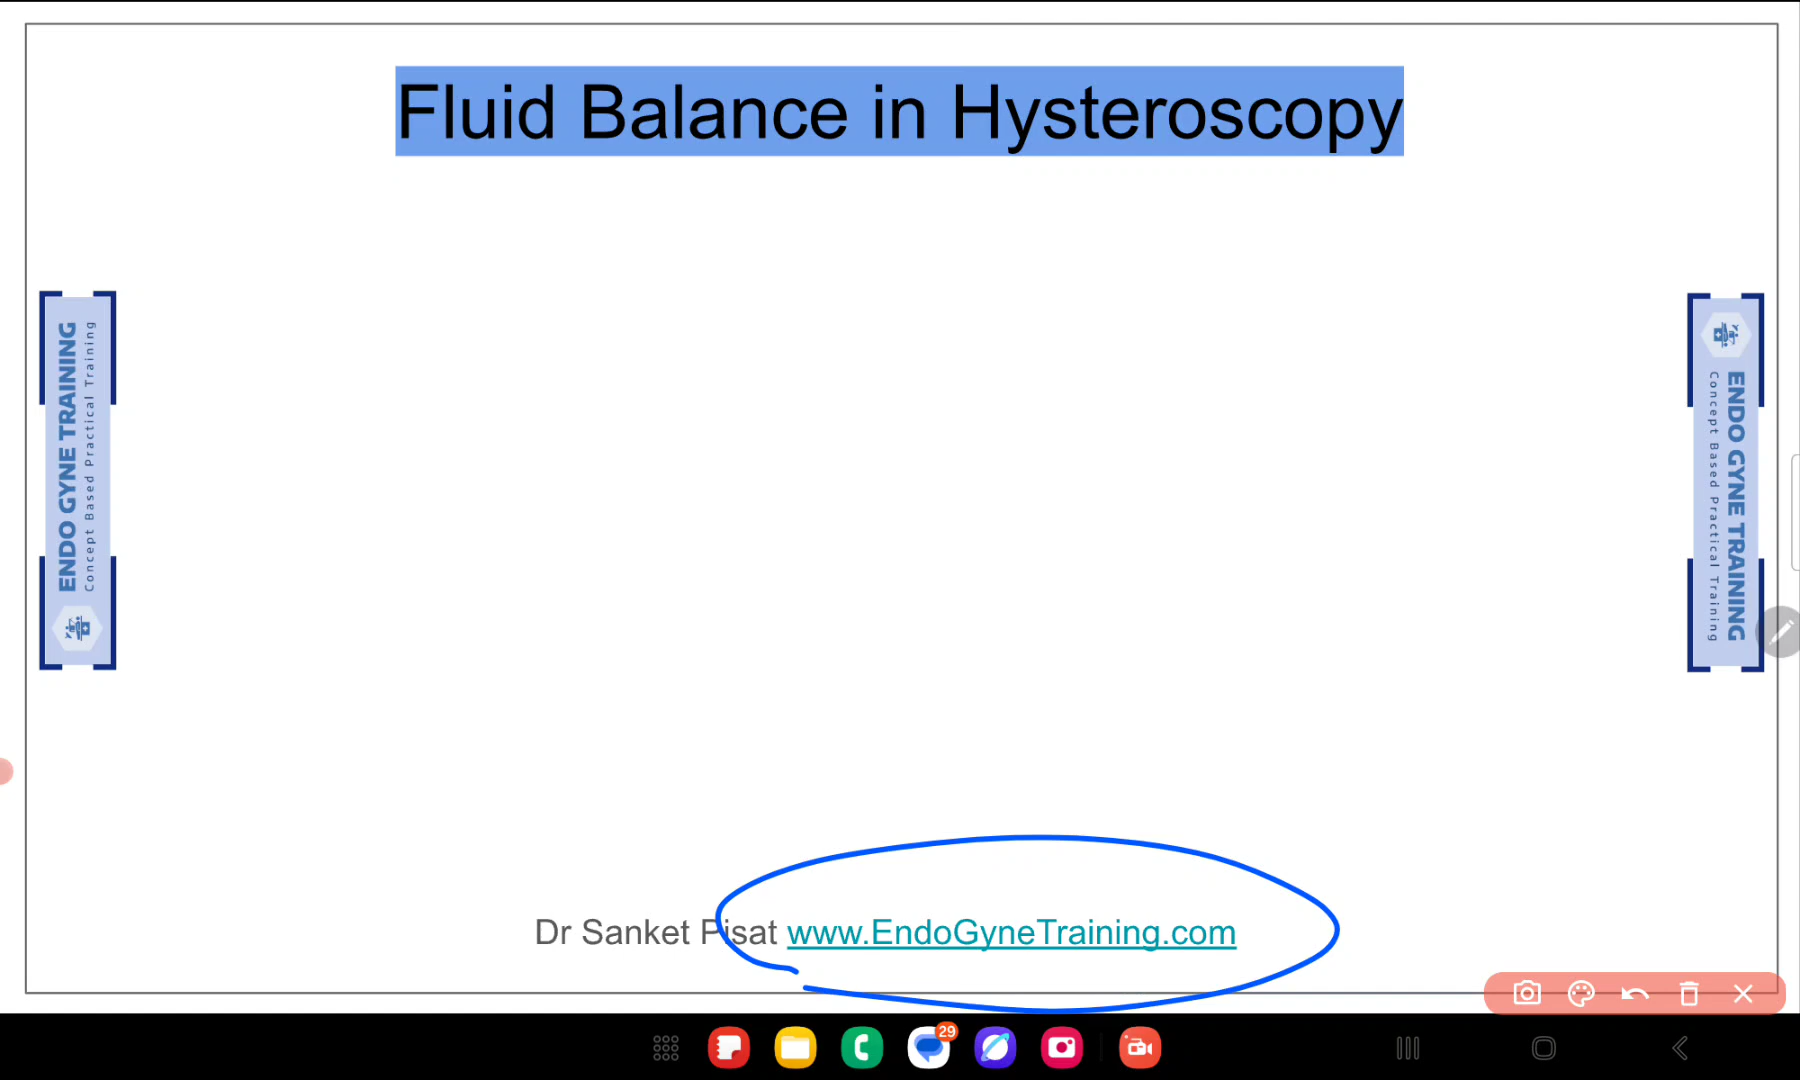 Fluid Balance in Hysteroscopy
ENDO GYNE TRAINING
Concept Based Practical Training
ENDO GYNE TRAINING
Concept Based Practical Training
Dr Sanket Pisat www.EndoGyneTraining.com
29